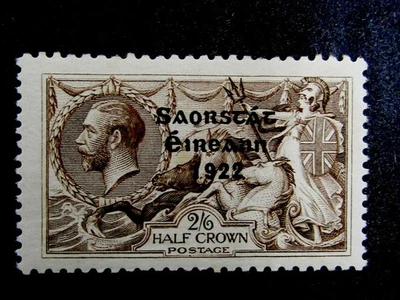 Saorstát
Éireann
1922
2/6
HALF CROWN
POSTAGE